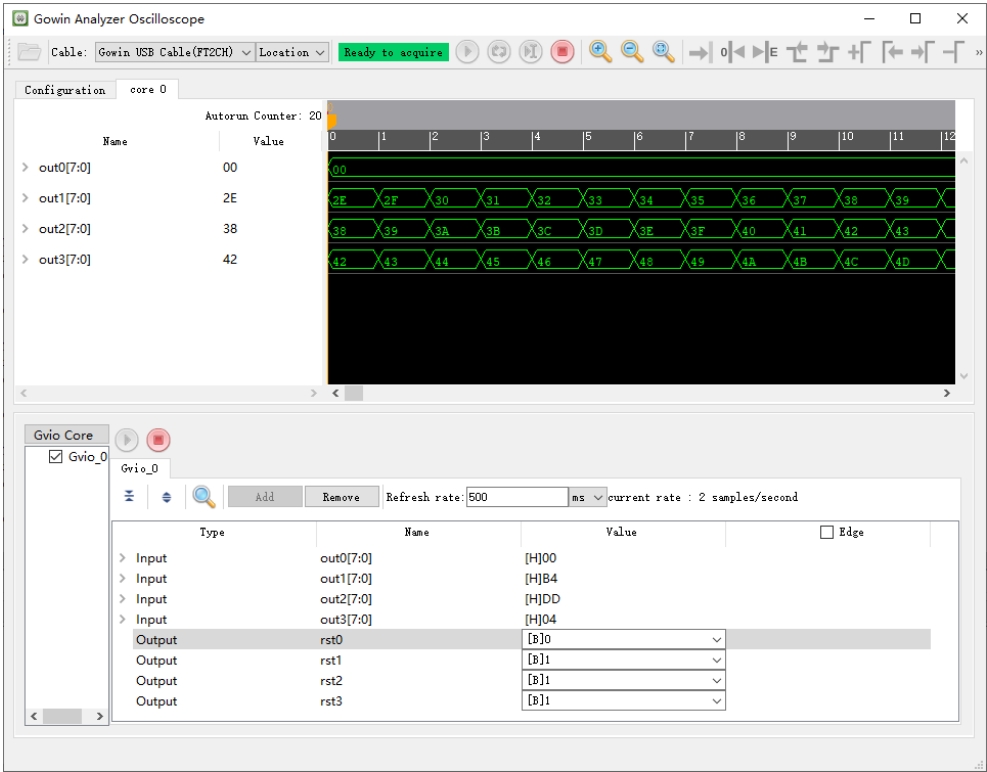 Gowin Analyzer Oscilloscope
Cable: Gowin USB Cable(FT2CH) Location Ready to acquire
Configuration core 0
Autorun Counter: 20
Name Value 0 1 2 3 4 5 6 7 8 9 10 11 12
out0[7:0] 00 00
out1[7:0] 2E 2E 2F 30 31 32 33 34 35 36 37 38 39
out2[7:0] 38 38 39 3A 3B 3C 3D 3E 3F 40 41 42 43
out3[7:0] 42 42 43 44 45 46 47 48 49 4A 4B 4C 4D
Gvio Core
Gvio_0
Gvio_0
Add Remove Refresh rate: 500 ms current rate : 2 samples/second
Type Name Value Edge
Input out0[7:0] [H]00
Input out1[7:0] [H]B4
Input out2[7:0] [H]DD
Input out3[7:0] [H]04
Output rst0 [B]0
Output rst1 [B]1
Output rst2 [B]1
Output rst3 [B]1